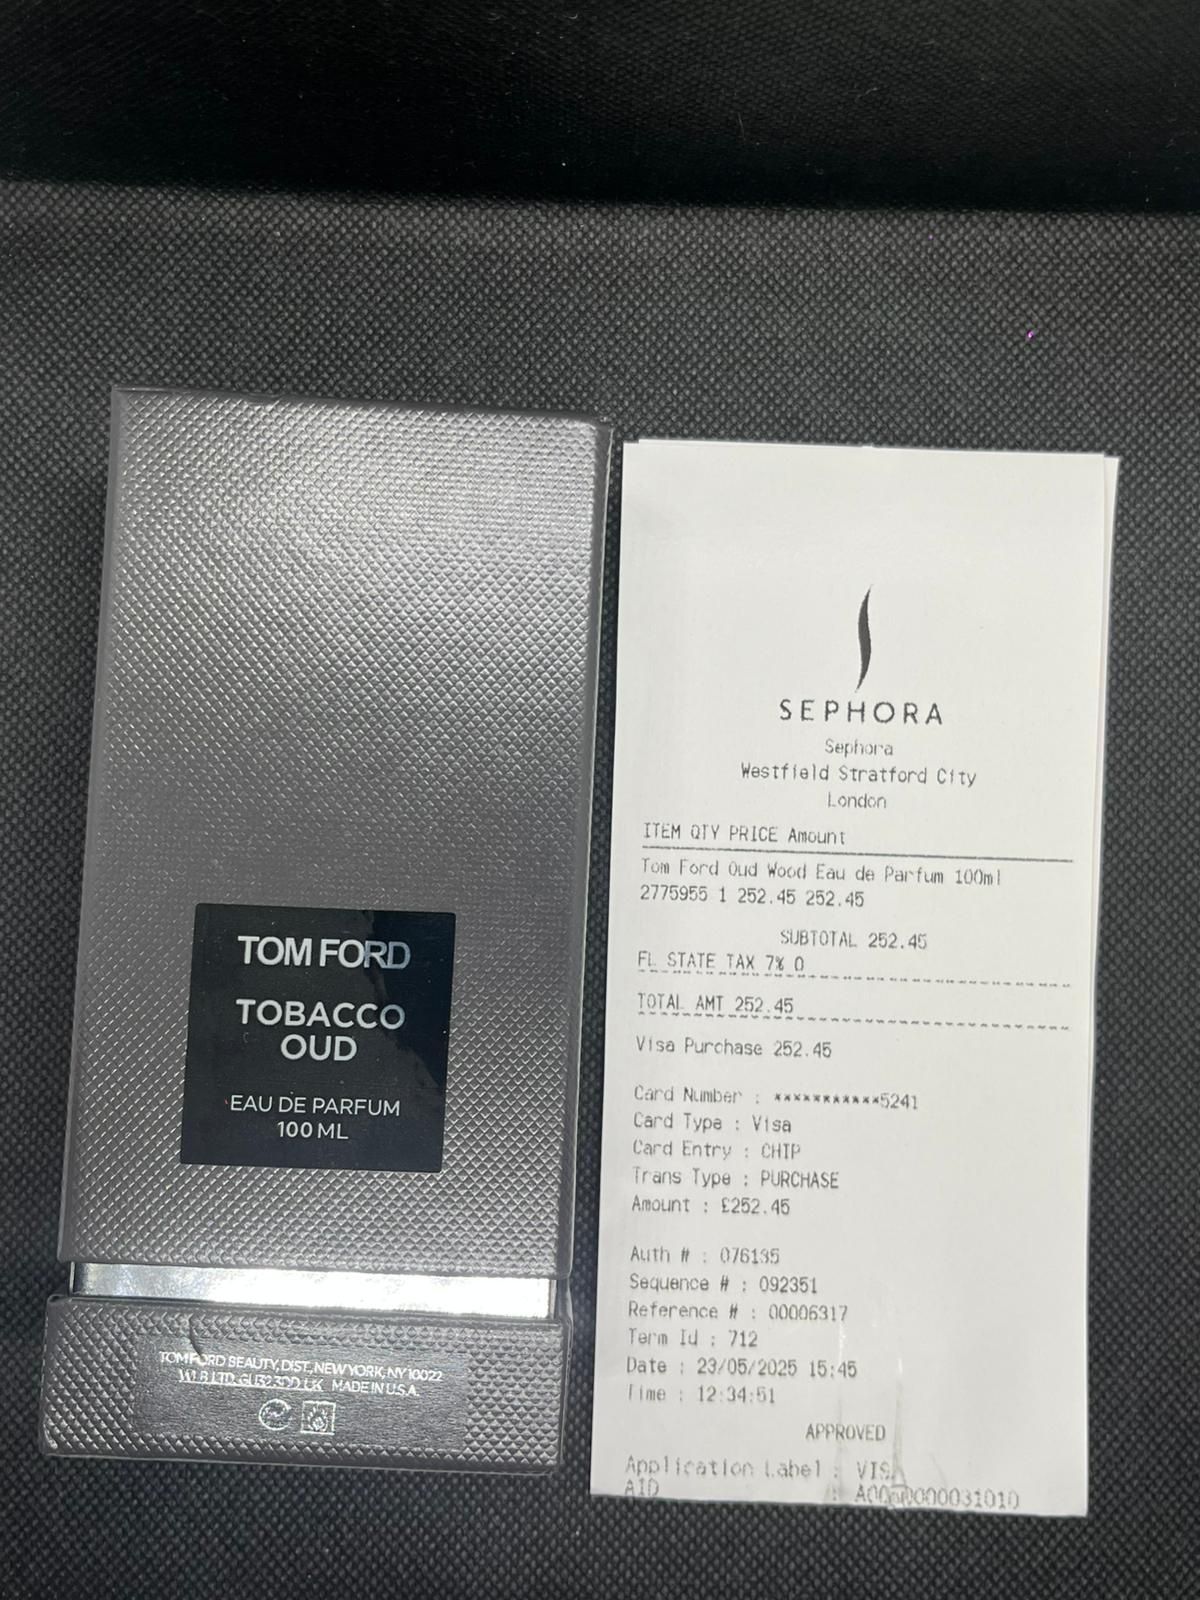 TOM FORD
TOBACCO
OUD
EAU DE PARFUM
100 ML
TOM FORD BEAUTY, DIST, NEW YORK, NY 10022
MADE IN U.S.A.
SEPHORA
Sephora
Westfield Stratford City
London
ITEM QTY PRICE Amount
Tom Ford Oud Wood Eau de Parfum 100ml
2775955 1 252.45 252.45
SUBTOTAL 252.45
FL STATE TAX 7% 0
TOTAL AMT 252.45
Visa Purchase 252.45
Card Number : ***********5241
Card Type : Visa
Card Entry : CHIP
Trans Type : PURCHASE
Amount : £252.45
Auth # : 076135
Sequence # : 092351
Reference # : 00006317
Term Id : 712
Date : 23/05/2025 15:45
Time : 12:34:51
APPROVED
Application Label : VISA
AID :